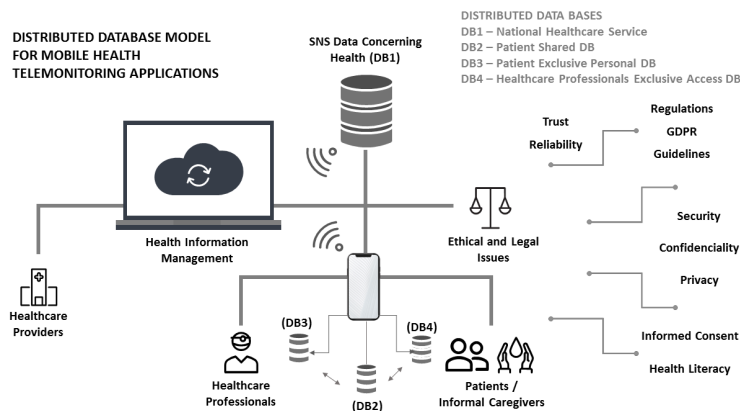 DISTRIBUTED DATABASE MODEL
FOR MOBILE HEALTH
TELEMONITORING APPLICATIONS
SNS Data Concerning
Health (DB1)
DISTRIBUTED DATA BASES
DB1 – National Healthcare Service
DB2 – Patient Shared DB
DB3 – Patient Exclusive Personal DB
DB4 – Healthcare Professionals Exclusive Access DB
Trust
Reliability
Regulations
GDPR
Guidelines
Health Information
Management
Ethical and Legal
Issues
Security
Confidenciality
Privacy
Healthcare
Providers
(DB3)
(DB4)
(DB2)
Healthcare
Professionals
Patients /
Informal Caregivers
Informed Consent
Health Literacy